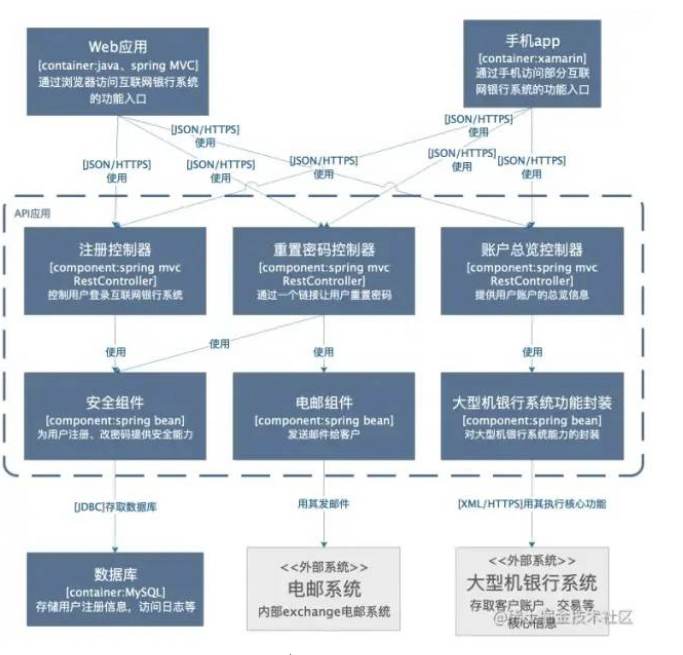 Web应用
[container:java、spring MVC]
通过浏览器访问互联网银行系统
的功能入口
手机app
[container:xamarin]
通过手机访问部分互联
网银行系统的功能入口
[JSON/HTTPS]
使用
[JSON/HTTPS]
使用
[JSON/HTTPS]
使用
[JSON/HTTPS]
使用
[JSON/HTTPS]
使用
[JSON/HTTPS]
使用
[JSON/HTTPS]
使用
API应用
注册控制器
[component:spring mvc
RestController]
控制用户登录互联网银行系统
重置密码控制器
[component:spring mvc
RestController]
通过一个链接让用户重置密码
账户总览控制器
[component:spring mvc
RestController]
提供用户账户的总览信息
使用
使用
使用
使用
安全组件
[component:spring bean]
为用户注册、改密码提供安全能力
电邮组件
[component:spring bean]
发送邮件给客户
大型机银行系统功能封装
[component:spring bean]
对大型机银行系统能力的封装
[JDBC]存取数据库
用其发邮件
[XML/HTTPS]用其执行核心功能
数据库
[container:MySQL]
存储用户注册信息，访问日志等
<<外部系统>>
电邮系统
内部exchange电邮系统
<<外部系统>>
大型机银行系统
存取客户账户、交易等
核心信息
@稀土掘金技术社区